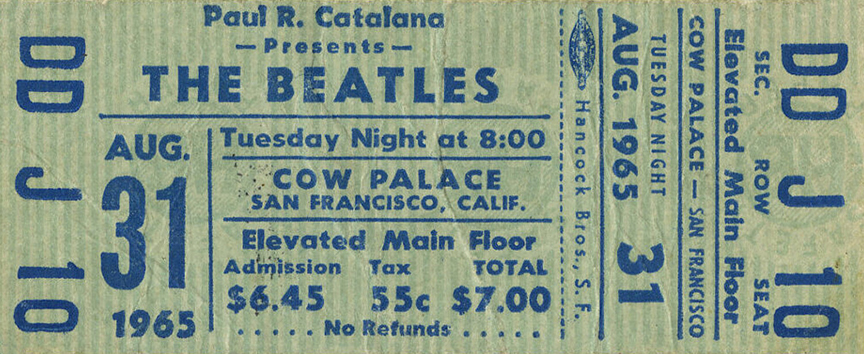 DD J 10
Paul R. Catalana
—Presents—
THE BEATLES
AUG.
31
1965
Tuesday Night at 8:00
COW PALACE
SAN FRANCISCO, CALIF.
Elevated Main Floor
Admission Tax TOTAL
$6.45 55c $7.00
. . . . . No Refunds . . . . .
Hancock Bros., S.F.
AUG. 1965 31
TUESDAY NIGHT
COW PALACE — SAN FRANCISCO
Elevated Main Floor
SEC. ROW SEAT
DD J 10